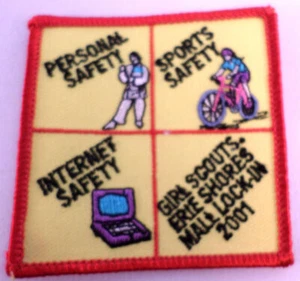 PERSONAL
SAFETY
SPORTS
SAFETY
INTERNET
SAFETY
GIRL SCOUTS.
ERIE SHORES
MALL LOCK-IN
2001